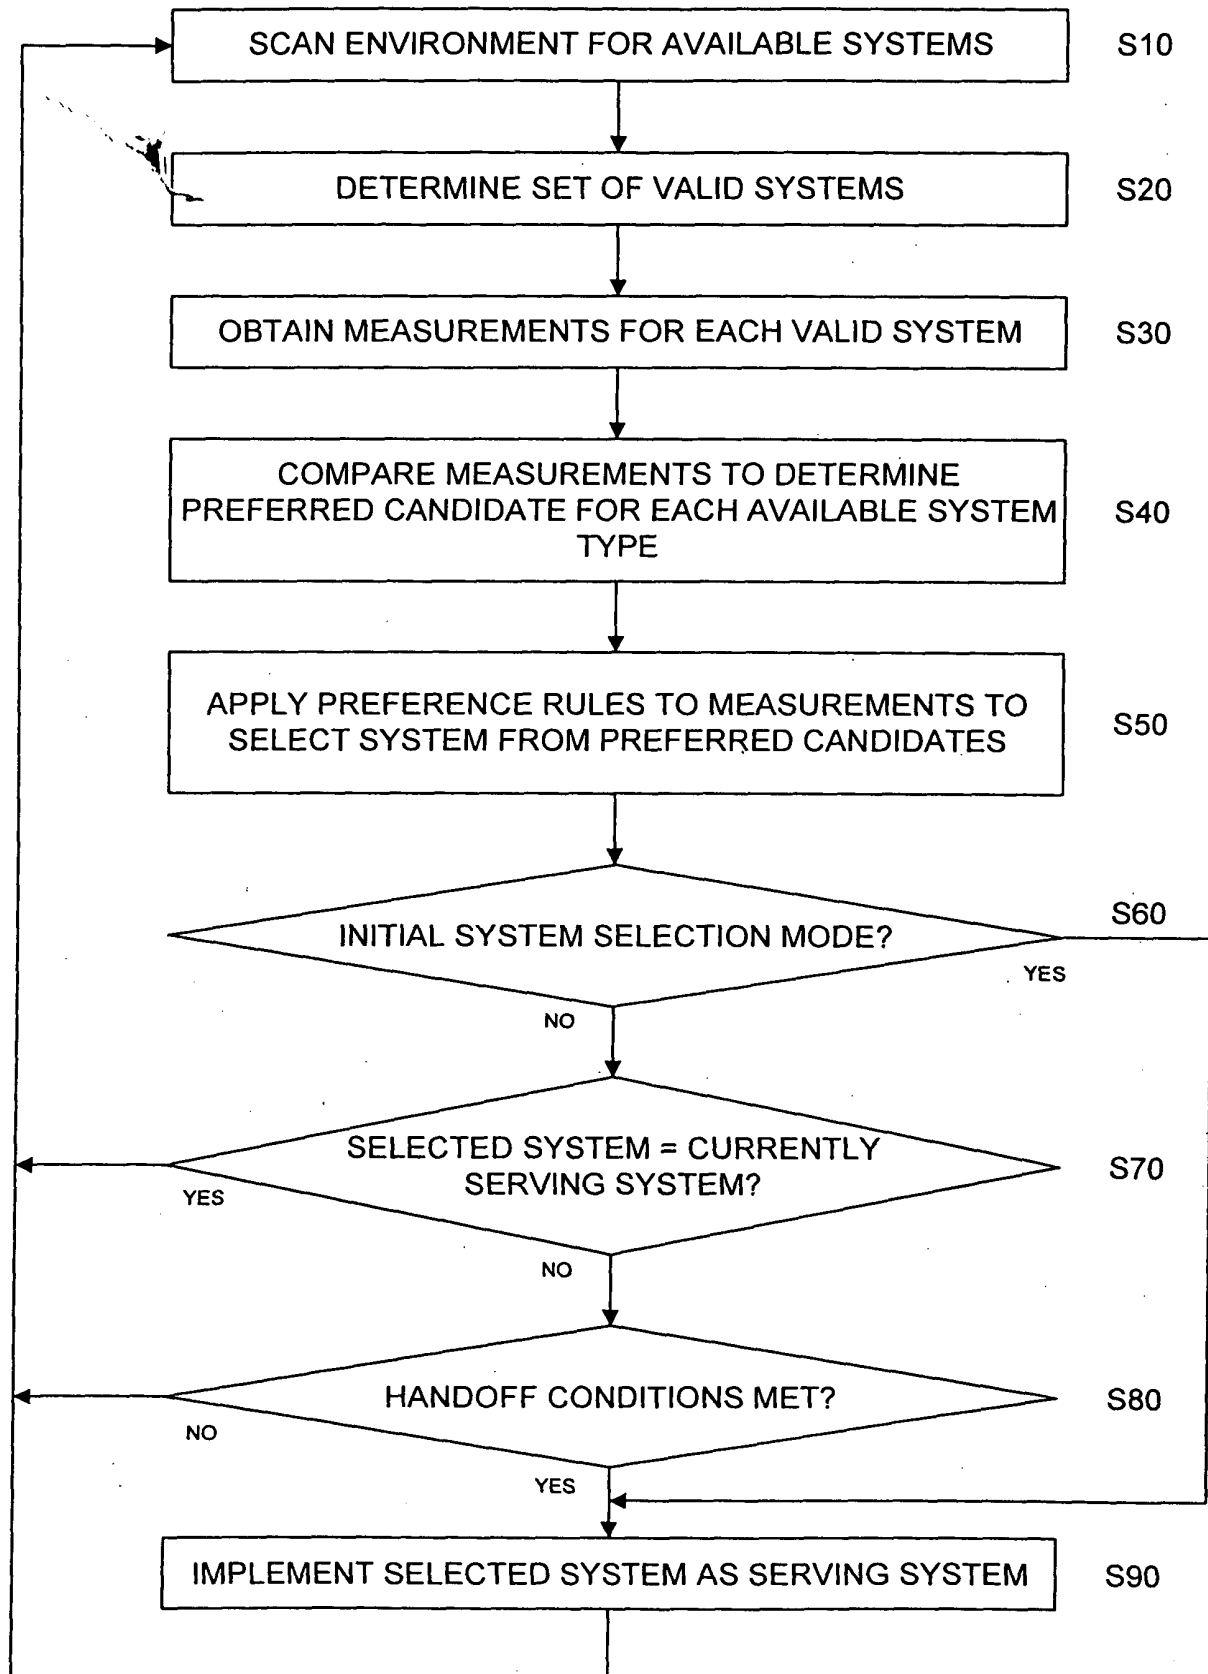 SCAN ENVIRONMENT FOR AVAILABLE SYSTEMS
S10
DETERMINE SET OF VALID SYSTEMS
S20
OBTAIN MEASUREMENTS FOR EACH VALID SYSTEM
S30
COMPARE MEASUREMENTS TO DETERMINE
PREFERRED CANDIDATE FOR EACH AVAILABLE SYSTEM
TYPE
S40
APPLY PREFERENCE RULES TO MEASUREMENTS TO
SELECT SYSTEM FROM PREFERRED CANDIDATES
S50
INITIAL SYSTEM SELECTION MODE?
S60
YES
NO
SELECTED SYSTEM = CURRENTLY
SERVING SYSTEM?
S70
YES
NO
HANDOFF CONDITIONS MET?
S80
NO
YES
IMPLEMENT SELECTED SYSTEM AS SERVING SYSTEM
S90